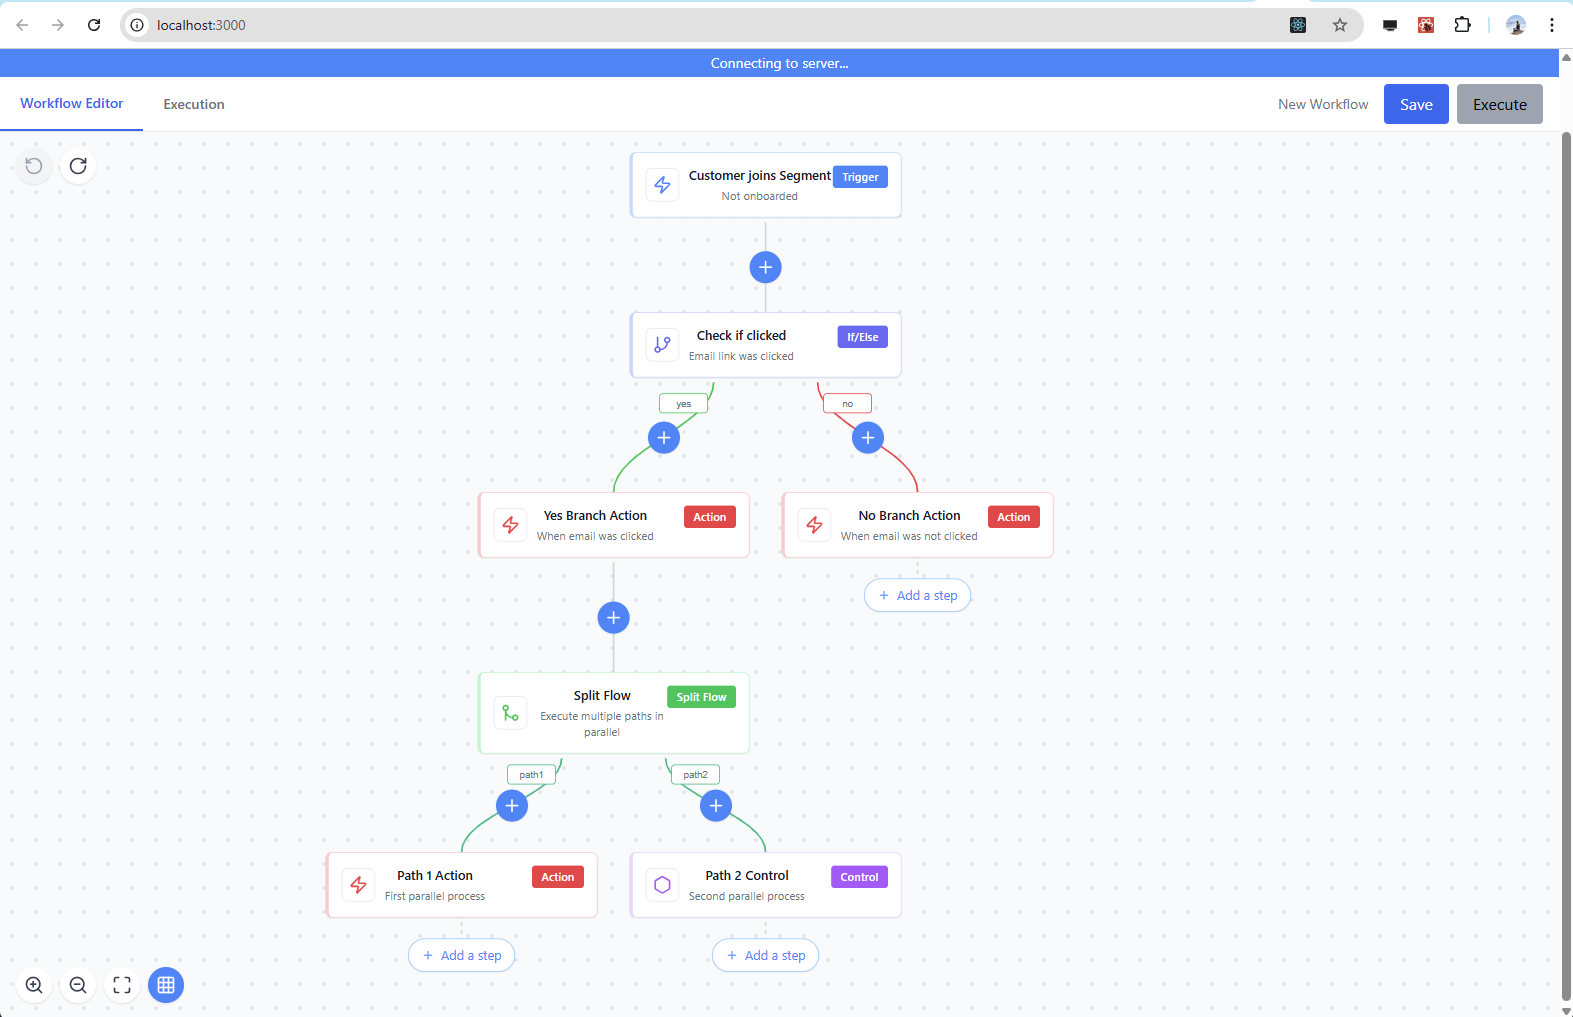 localhost:3000
Connecting to server...
Workflow Editor
Execution
New Workflow
Save
Execute
Customer joins Segment
Trigger
Not onboarded
Check if clicked
If/Else
Email link was clicked
yes
no
Yes Branch Action
Action
When email was clicked
No Branch Action
Action
When email was not clicked
Add a step
Split Flow
Split Flow
Execute multiple paths in
parallel
path1
path2
Path 1 Action
Action
First parallel process
Path 2 Control
Control
Second parallel process
Add a step
Add a step